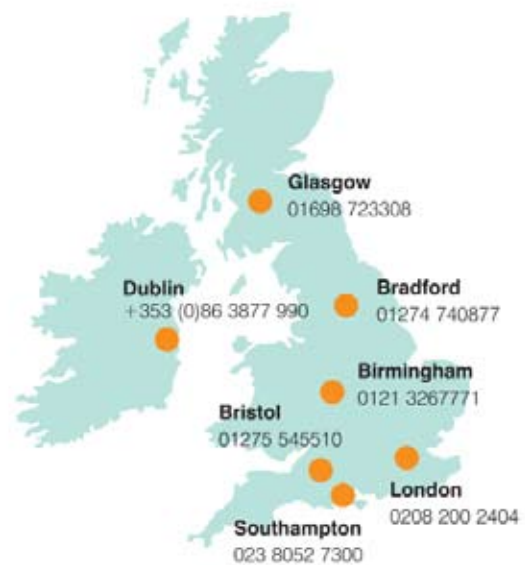 Glasgow
01698 723308
Dublin
+353 (0)86 3877 990
Bradford
01274 740877
Birmingham
0121 3267771
Bristol
01275 545510
London
0208 200 2404
Southampton
023 8052 7300